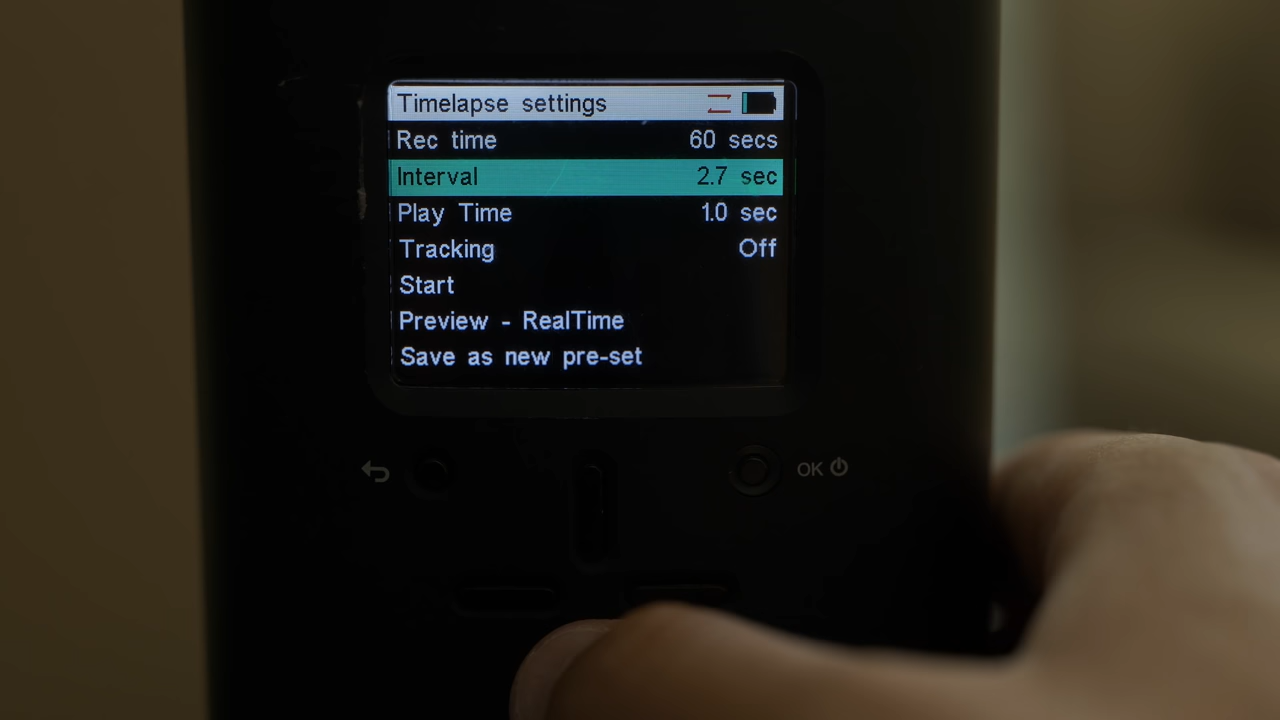 Timelapse settings
Rec time 60 secs
Interval 2.7 sec
Play Time 1.0 sec
Tracking Off
Start
Preview - RealTime
Save as new pre-set
OK